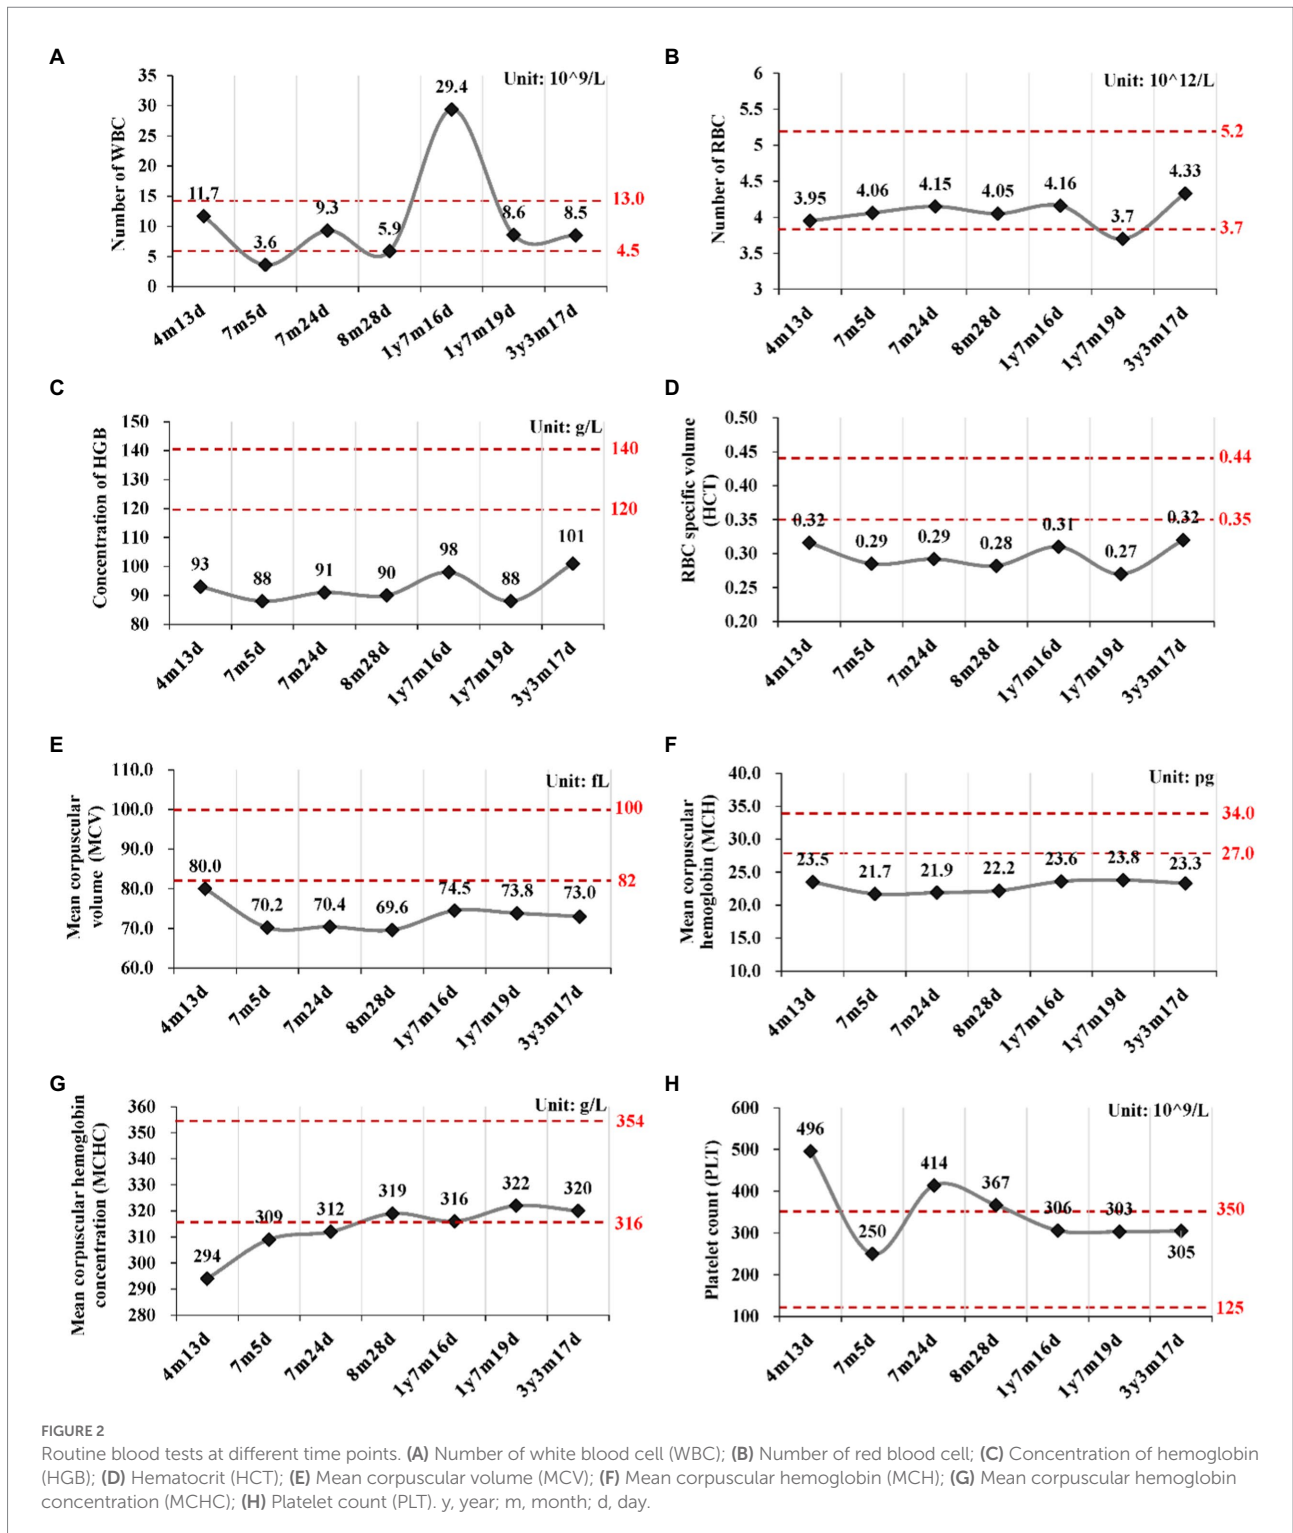 A
Unit: 10^9/L
Number of WBC
35
30
25
20
15
10
5
0
11.7
3.6
9.3
5.9
29.4
8.6
8.5
13.0
4.5
4m13d
7m5d
7m24d
8m28d
1y7m16d
1y7m19d
3y3m17d
B
Unit: 10^12/L
Number of RBC
6
5.5
5
4.5
4
3.5
3
3.95
4.06
4.15
4.05
4.16
3.7
4.33
5.2
3.7
4m13d
7m5d
7m24d
8m28d
1y7m16d
1y7m19d
3y3m17d
C
Unit: g/L
Concentration of HGB
150
140
130
120
110
100
90
80
93
88
91
90
98
88
101
140
120
4m13d
7m5d
7m24d
8m28d
1y7m16d
1y7m19d
3y3m17d
D
RBC specific volume
(HCT)
0.50
0.45
0.40
0.35
0.30
0.25
0.20
0.32
0.29
0.29
0.28
0.31
0.27
0.32
0.44
0.35
4m13d
7m5d
7m24d
8m28d
1y7m16d
1y7m19d
3y3m17d
E
Unit: fL
Mean corpuscular
volume (MCV)
110.0
100.0
90.0
80.0
70.0
60.0
80.0
70.2
70.4
69.6
74.5
73.8
73.0
100
82
4m13d
7m5d
7m24d
8m28d
1y7m16d
1y7m19d
3y3m17d
F
Unit: pg
Mean corpuscular
hemoglobin (MCH)
40.0
35.0
30.0
25.0
20.0
15.0
10.0
23.5
21.7
21.9
22.2
23.6
23.8
23.3
34.0
27.0
4m13d
7m5d
7m24d
8m28d
1y7m16d
1y7m19d
3y3m17d
G
Unit: g/L
Mean corpuscular hemoglobin
concentration (MCHC)
360
350
340
330
320
310
300
290
280
294
309
312
319
316
322
320
354
316
4m13d
7m5d
7m24d
8m28d
1y7m16d
1y7m19d
3y3m17d
H
Unit: 10^9/L
Platelet count (PLT)
600
500
400
300
200
100
496
250
414
367
306
303
305
350
125
4m13d
7m5d
7m24d
8m28d
1y7m16d
1y7m19d
3y3m17d
FIGURE 2
Routine blood tests at different time points. (A) Number of white blood cell (WBC); (B) Number of red blood cell; (C) Concentration of hemoglobin
(HGB); (D) Hematocrit (HCT); (E) Mean corpuscular volume (MCV); (F) Mean corpuscular hemoglobin (MCH); (G) Mean corpuscular hemoglobin
concentration (MCHC); (H) Platelet count (PLT). y, year; m, month; d, day.